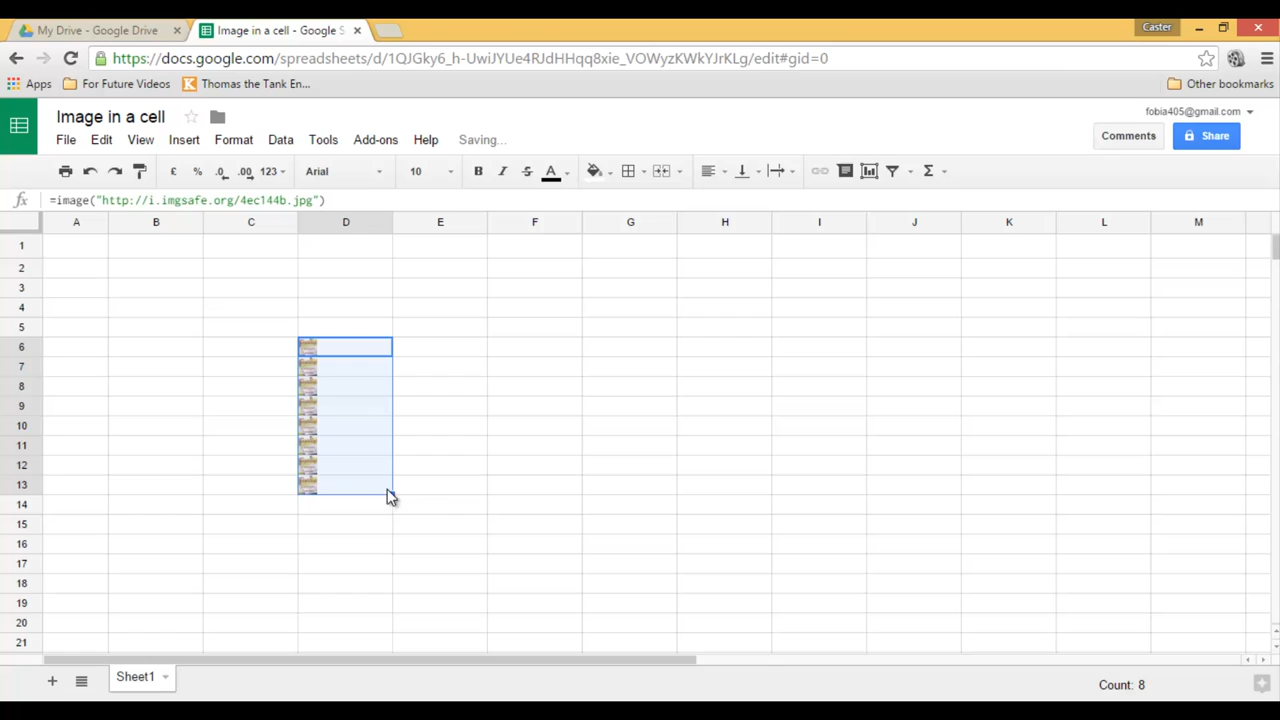 My Drive - Google Drive
Image in a cell - Google S
Caster
https://docs.google.com/spreadsheets/d/1QJGky6_h-UwiJYUe4RJdHHqq8xie_VOWyzKWkYJrKLg/edit#gid=0
Apps For Future Videos Thomas the Tank En... Other bookmarks
Image in a cell fobia405@gmail.com
File Edit View Insert Format Data Tools Add-ons Help Saving... Comments Share
£ % .0 .00 123 Arial 10 B I S A Σ
fx =image("http://i.imgsafe.org/4ec144b.jpg")
A B C D E F G H I J K L M
1
2
3
4
5
6
7
8
9
10
11
12
13
14
15
16
17
18
19
20
21
+ Sheet1 Count: 8